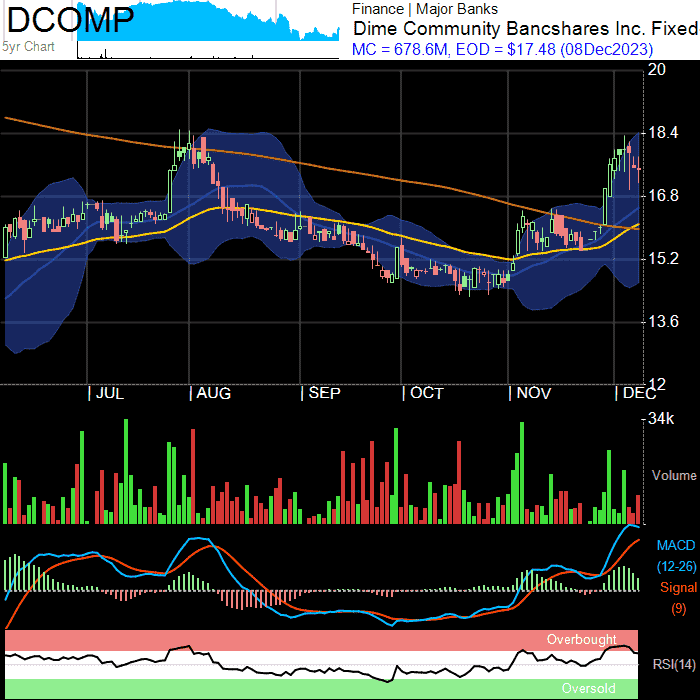 DCOMP
5yr Chart
Finance | Major Banks
Dime Community Bancshares Inc. Fixed
MC = 678.6M, EOD = $17.48 (08Dec2023)
20
18.4
16.8
15.2
13.6
12
| JUL | AUG | SEP | OCT | NOV | DEC
34k
Volume
MACD
(12-26)
Signal
(9)
Overbought
RSI(14)
Oversold